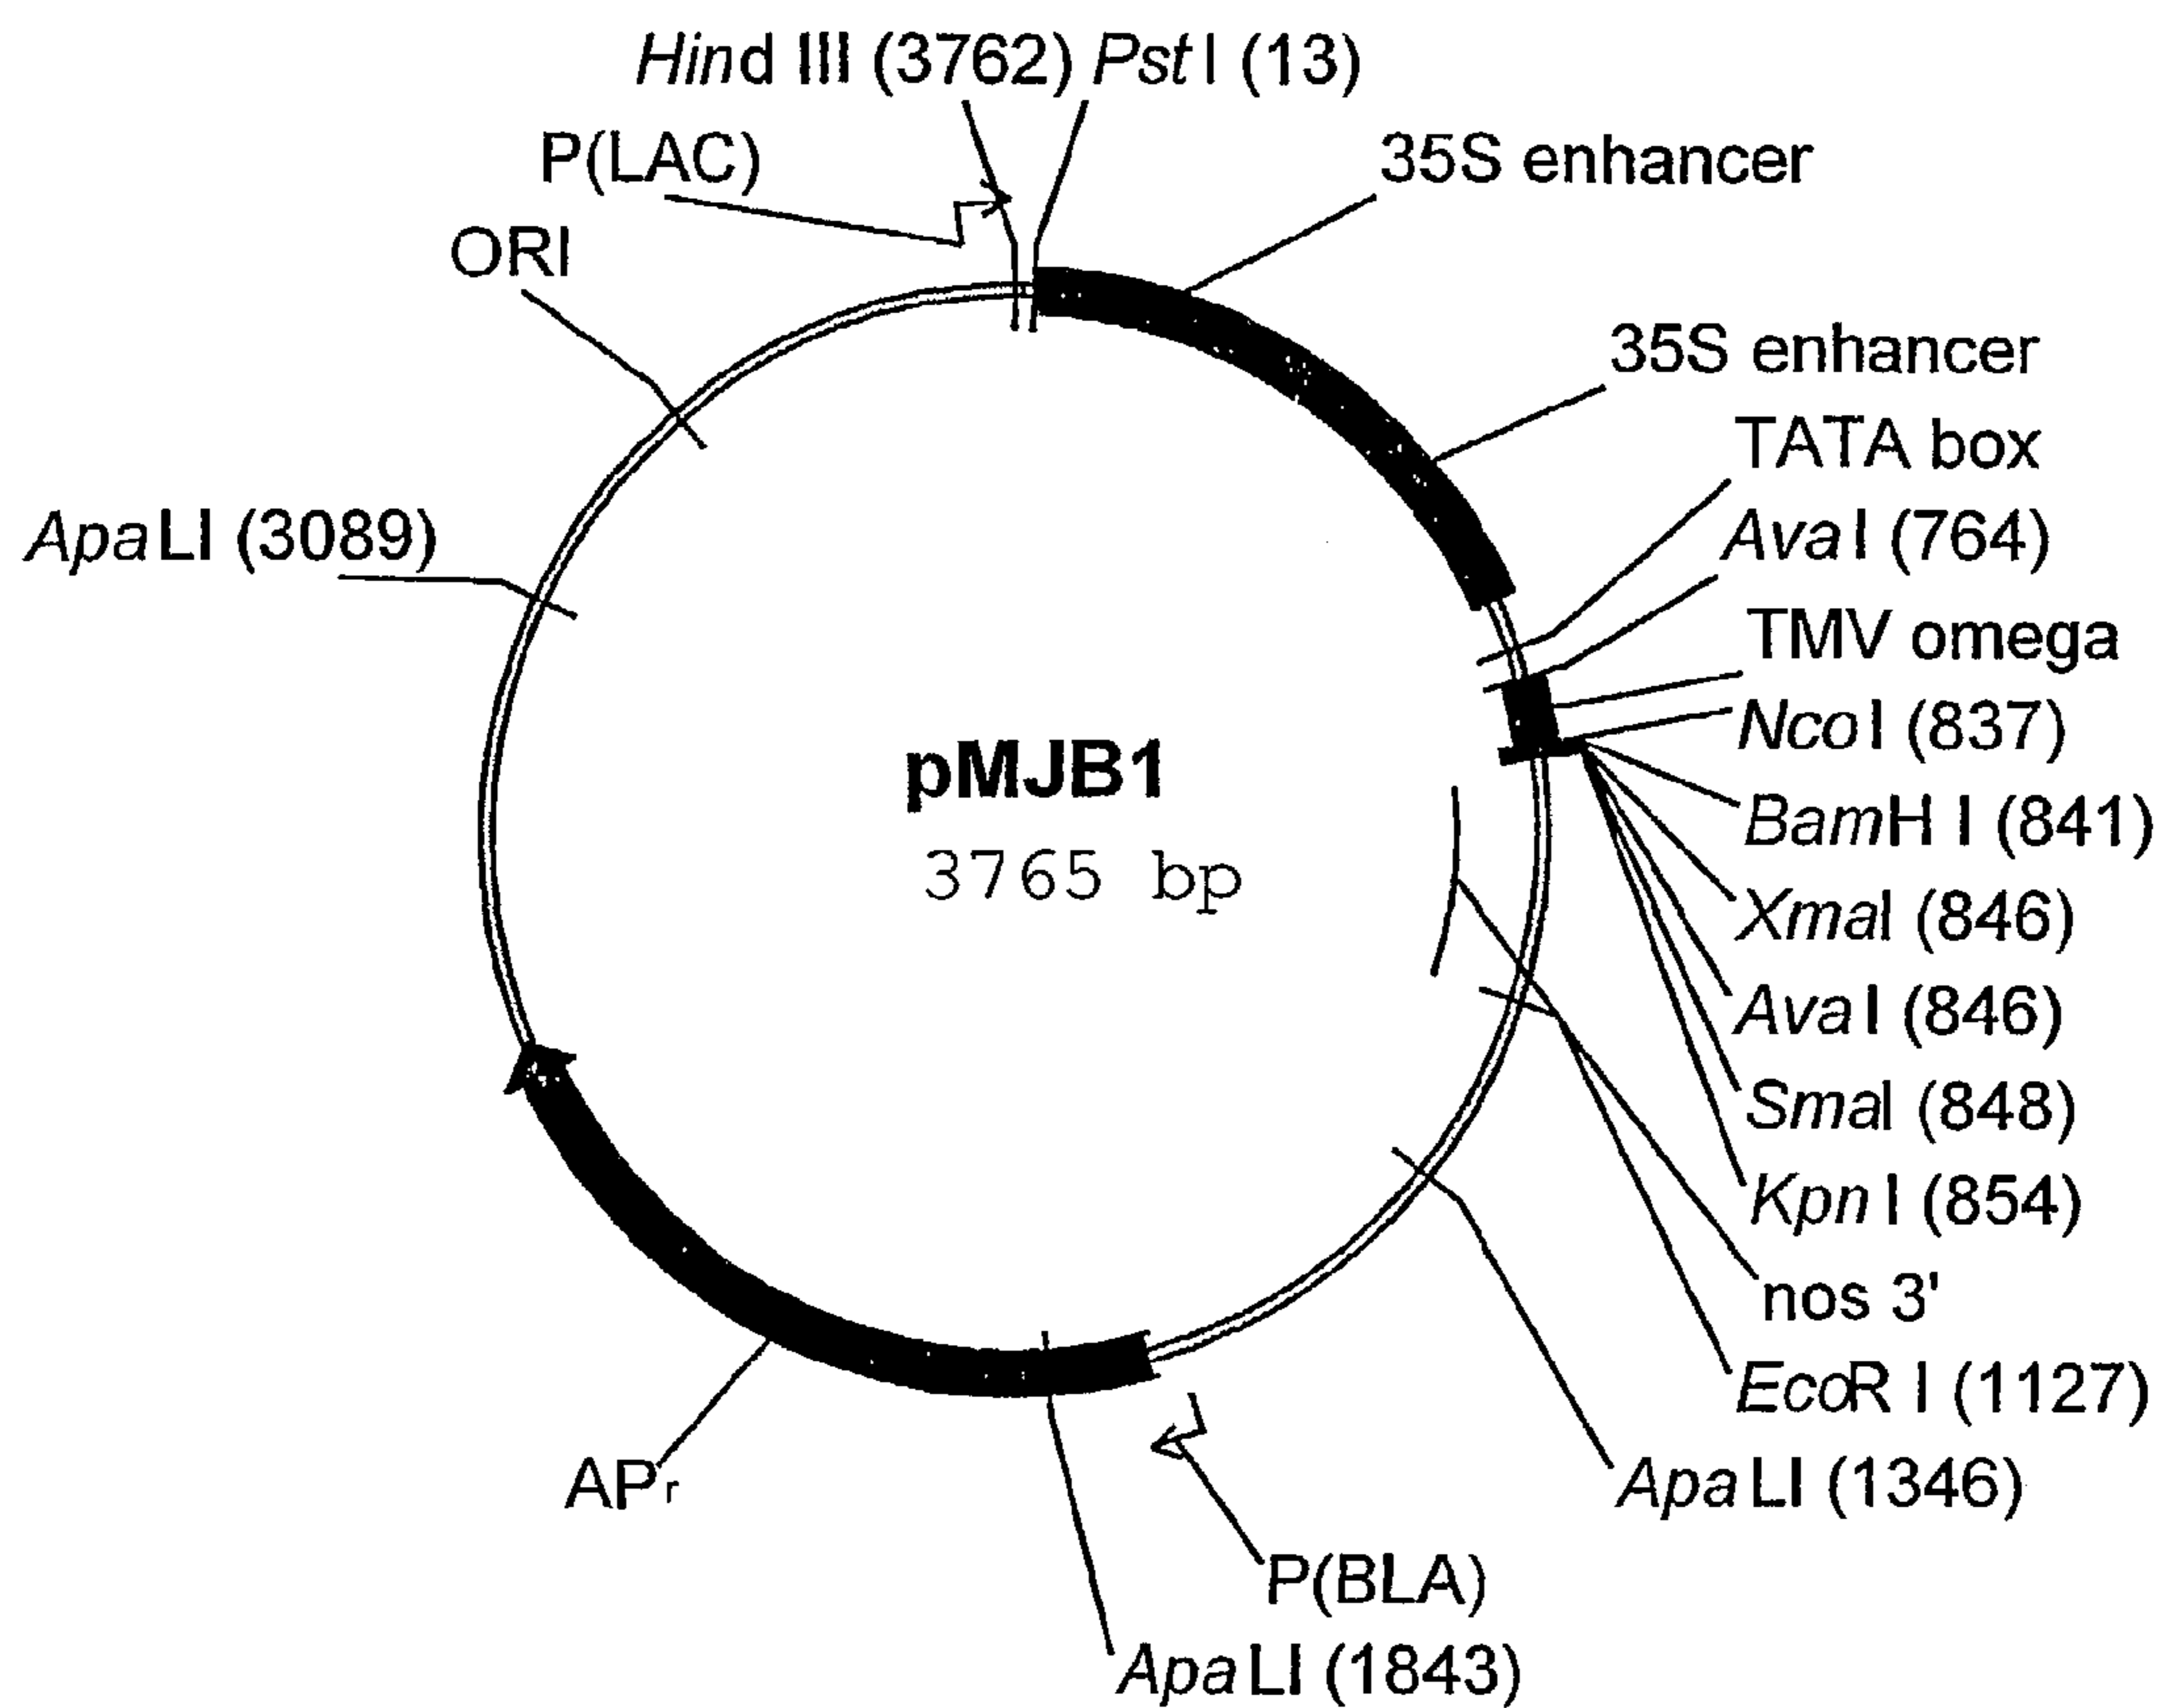 Hind III (3762) Pst I (13)
P(LAC)
35S enhancer
ORI
35S enhancer
TATA box
ApaLI (3089)
Ava I (764)
TMV omega
Nco I (837)
pMJB1
3765 bp
BamH I (841)
XmaI (846)
Ava I (846)
SmaI (848)
Kpn I (854)
nos 3'
EcoR I (1127)
APr
ApaLI (1346)
P(BLA)
ApaLI (1843)